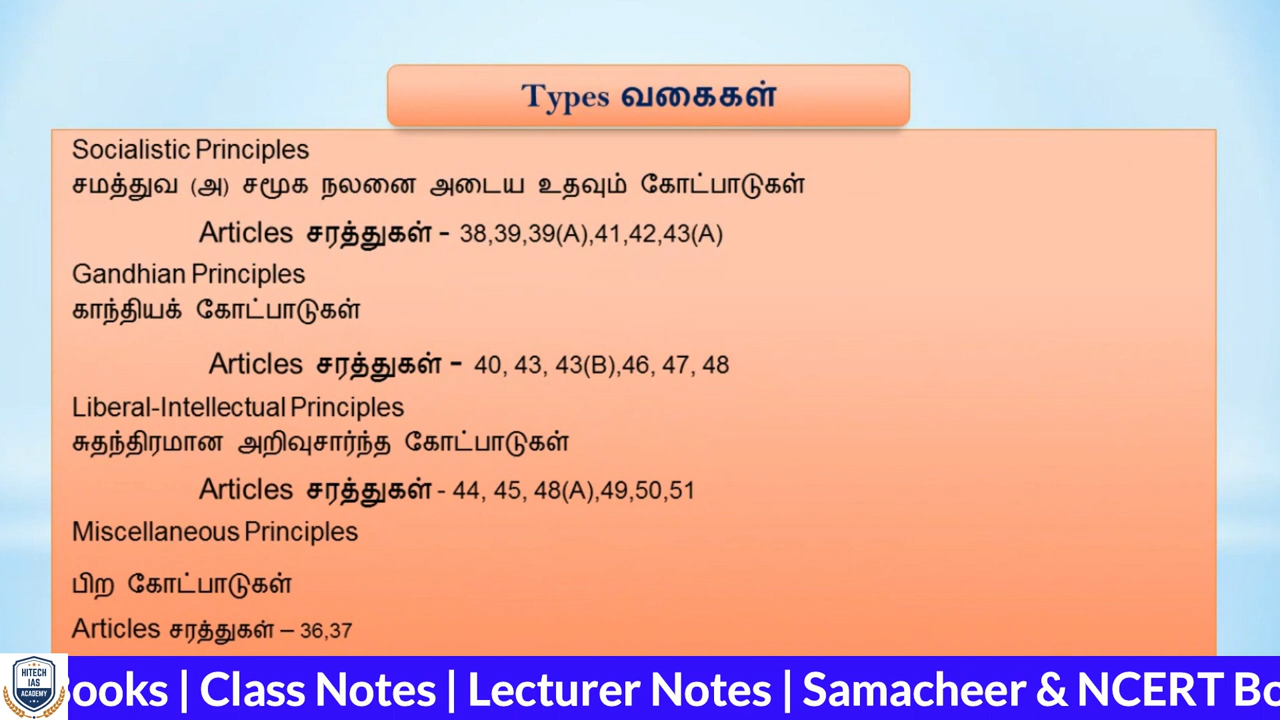 Types வகைகள்
Socialistic Principles
சமத்துவ (அ) சமூக நலனை அடைய உதவும் கோட்பாடுகள்
Articles சரத்துகள் - 38,39,39(A),41,42,43(A)
Gandhian Principles
காந்தியக் கோட்பாடுகள்
Articles சரத்துகள் - 40, 43, 43(B),46, 47, 48
Liberal-Intellectual Principles
சுதந்திரமான அறிவுசார்ந்த கோட்பாடுகள்
Articles சரத்துகள் - 44, 45, 48(A),49,50,51
Miscellaneous Principles
பிற கோட்பாடுகள்
Articles சரத்துகள் – 36,37
HITECH
IAS
ACADEMY
ooks | Class Notes | Lecturer Notes | Samacheer & NCERT Bo